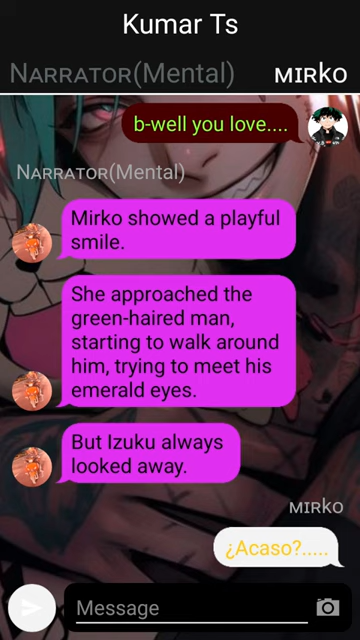 Kumar Ts
Narrator(Mental) mirko
b-well you love....
Narrator(Mental)
Mirko showed a playful
smile.
She approached the
green-haired man,
starting to walk around
him, trying to meet his
emerald eyes.
But Izuku always
looked away.
mirko
¿Acaso?.....
Message